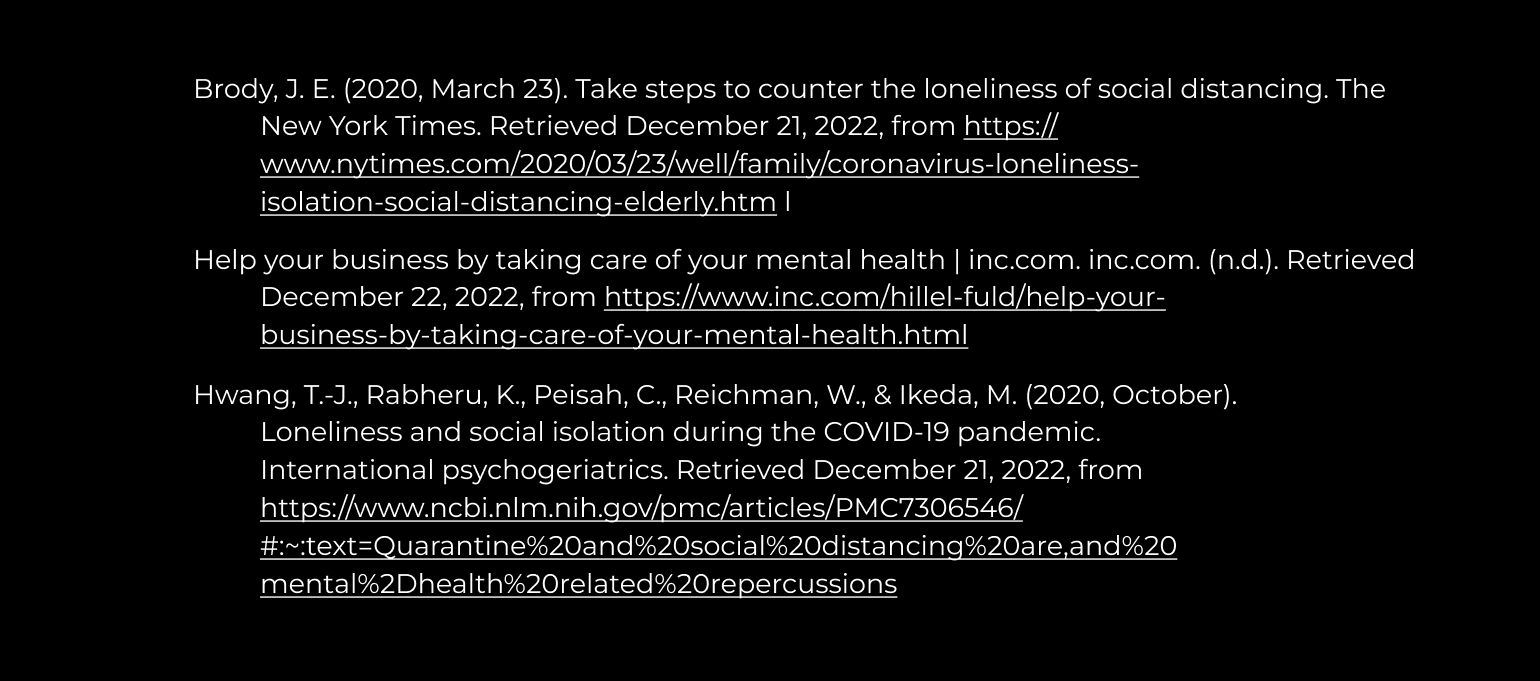 Brody, J. E. (2020, March 23). Take steps to counter the loneliness of social distancing. The
New York Times. Retrieved December 21, 2022, from https://
www.nytimes.com/2020/03/23/well/family/coronavirus-loneliness-
isolation-social-distancing-elderly.htm l
Help your business by taking care of your mental health | inc.com. inc.com. (n.d.). Retrieved
December 22, 2022, from https://www.inc.com/hillel-fuld/help-your-
business-by-taking-care-of-your-mental-health.html
Hwang, T.-J., Rabheru, K., Peisah, C., Reichman, W., & Ikeda, M. (2020, October).
Loneliness and social isolation during the COVID-19 pandemic.
International psychogeriatrics. Retrieved December 21, 2022, from
https://www.ncbi.nlm.nih.gov/pmc/articles/PMC7306546/
#:~:text=Quarantine%20and%20social%20distancing%20are,and%20
mental%2Dhealth%20related%20repercussions